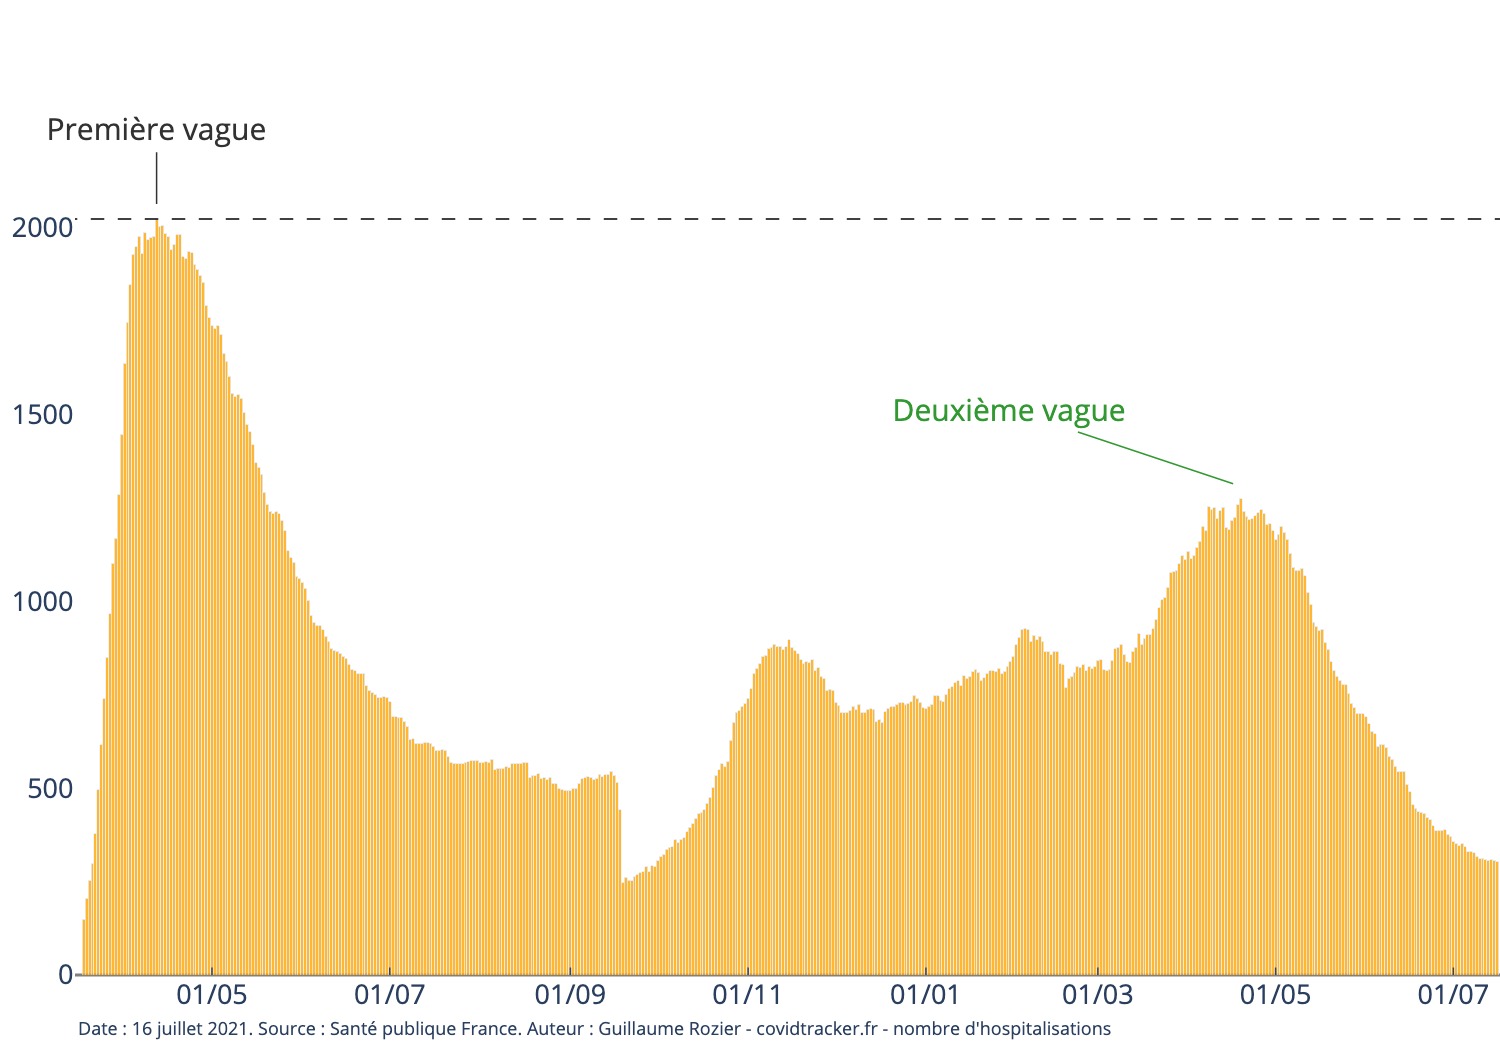 Première vague
2000
1500
Deuxième vague
1000
500
0
01/05 01/07 01/09 01/11 01/01 01/03 01/05 01/07
Date : 16 juillet 2021. Source : Santé publique France. Auteur : Guillaume Rozier - covidtracker.fr - nombre d'hospitalisations